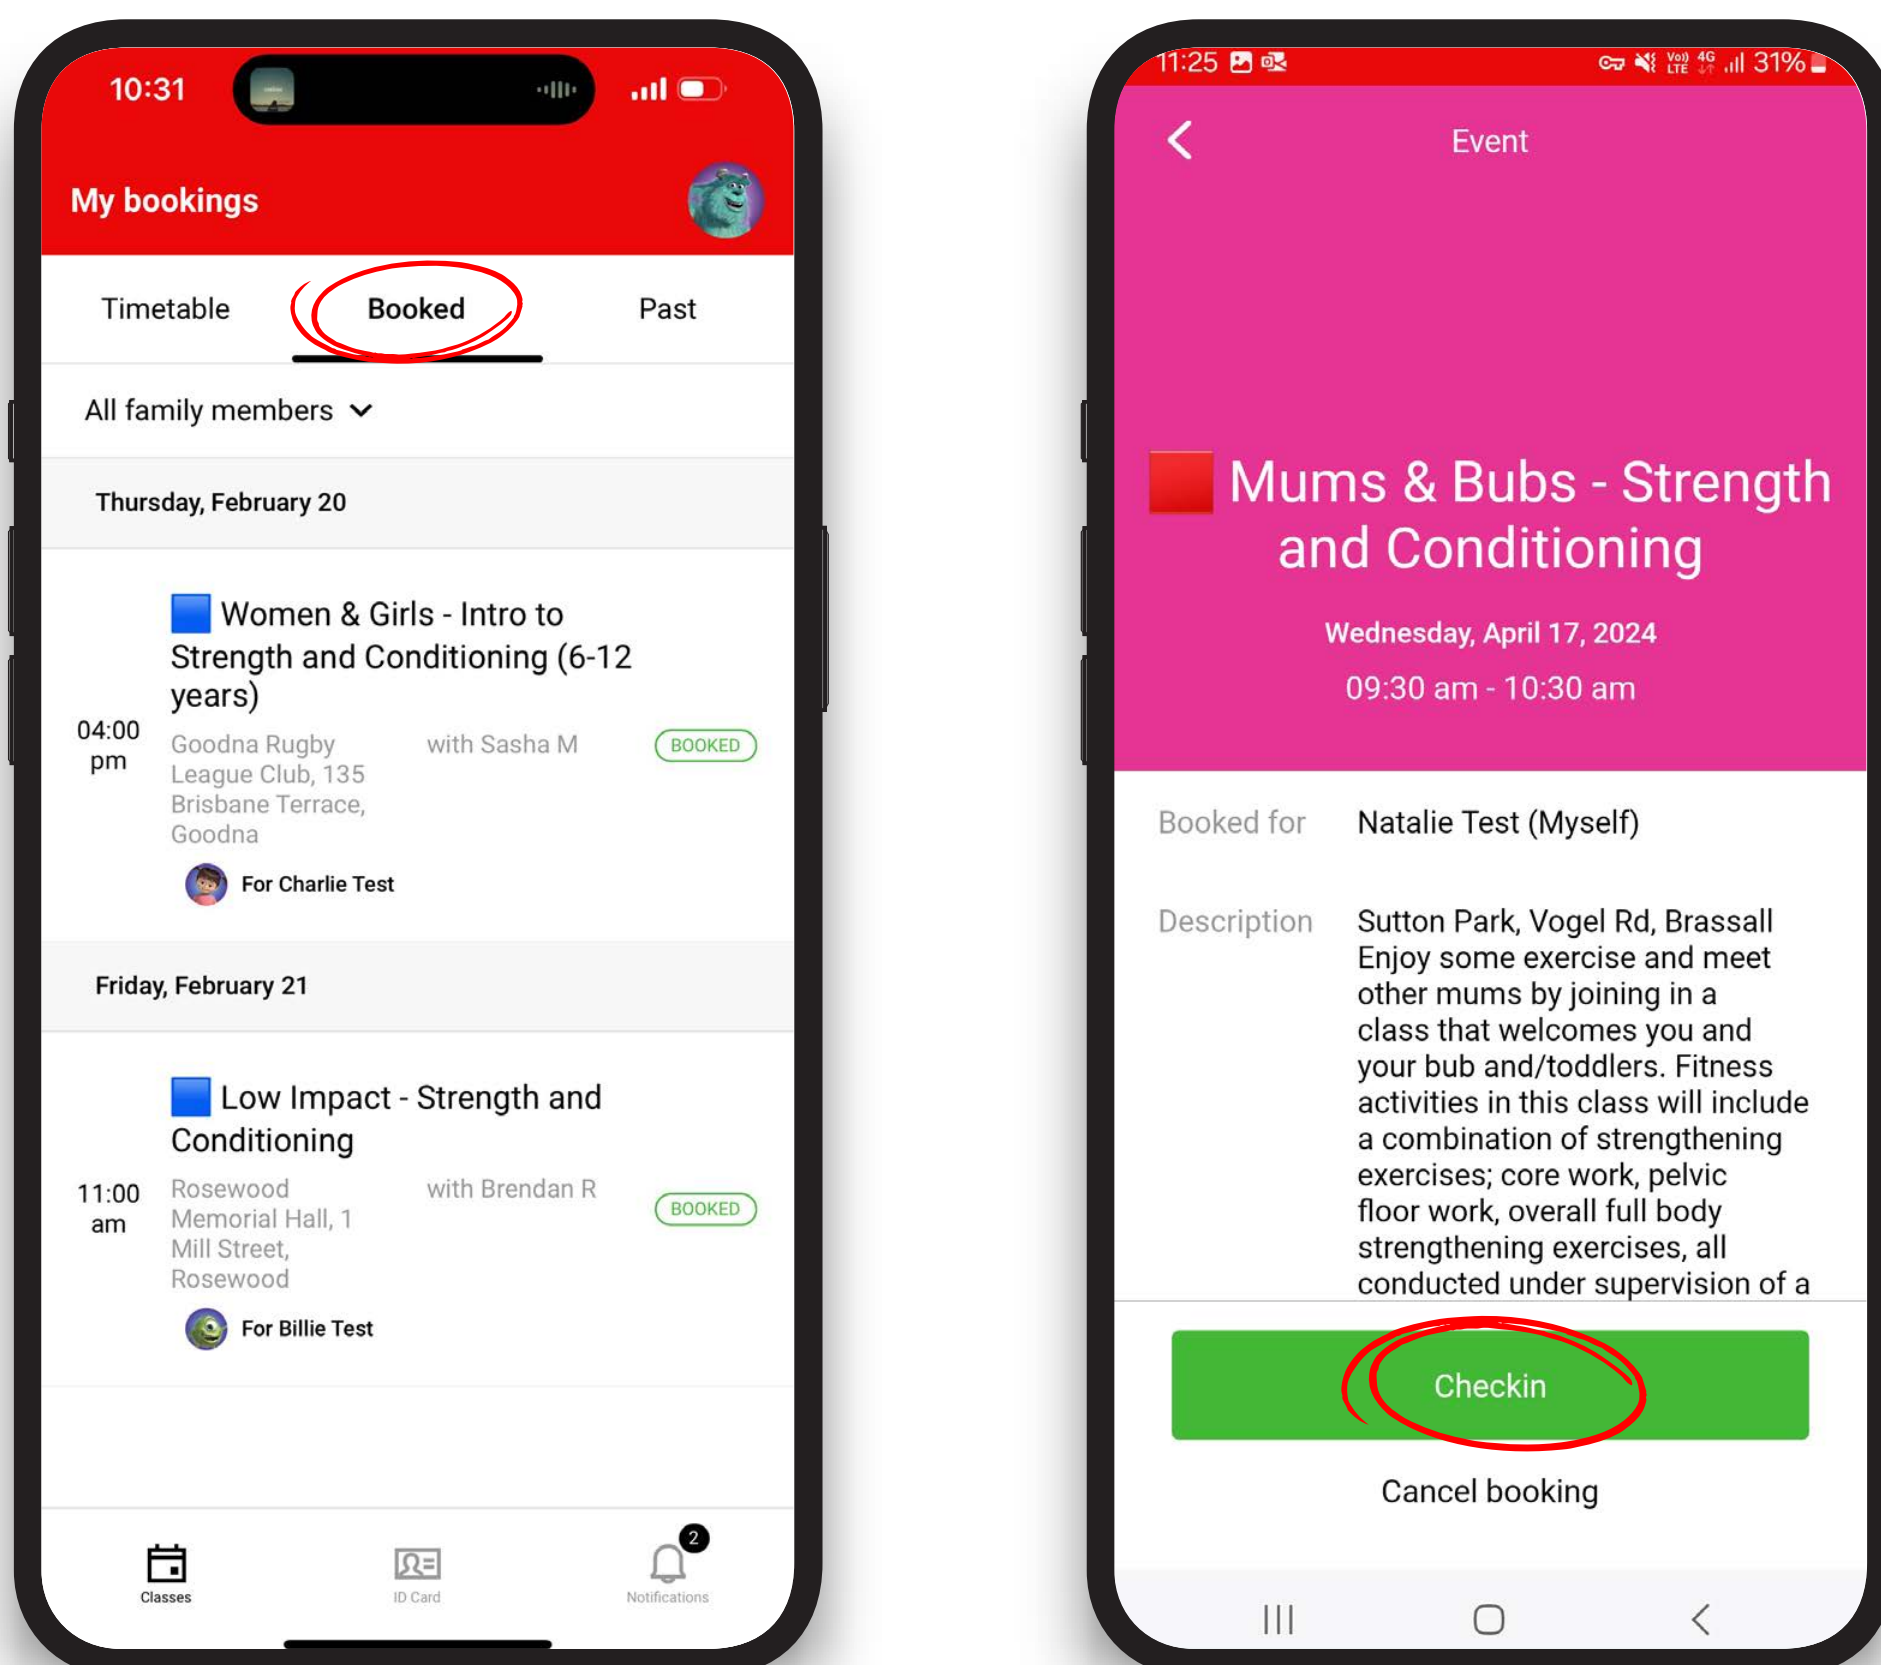 10:31
My bookings
Timetable
Booked
Past
All family members
Thursday, February 20
Women & Girls - Intro to
Strength and Conditioning (6-12
years)
04:00
pm
Goodna Rugby
League Club, 135
Brisbane Terrace,
Goodna
with Sasha M
BOOKED
For Charlie Test
Friday, February 21
Low Impact - Strength and
Conditioning
11:00
am
Rosewood
Memorial Hall, 1
Mill Street,
Rosewood
with Brendan R
BOOKED
For Billie Test
Classes
ID Card
2
Notifications
11:25
Vo))
LTE
4G
31%
Event
Mums & Bubs - Strength
and Conditioning
Wednesday, April 17, 2024
09:30 am - 10:30 am
Booked for
Natalie Test (Myself)
Description
Sutton Park, Vogel Rd, Brassall
Enjoy some exercise and meet
other mums by joining in a
class that welcomes you and
your bub and/toddlers. Fitness
activities in this class will include
a combination of strengthening
exercises; core work, pelvic
floor work, overall full body
strengthening exercises, all
conducted under supervision of a
Checkin
Cancel booking